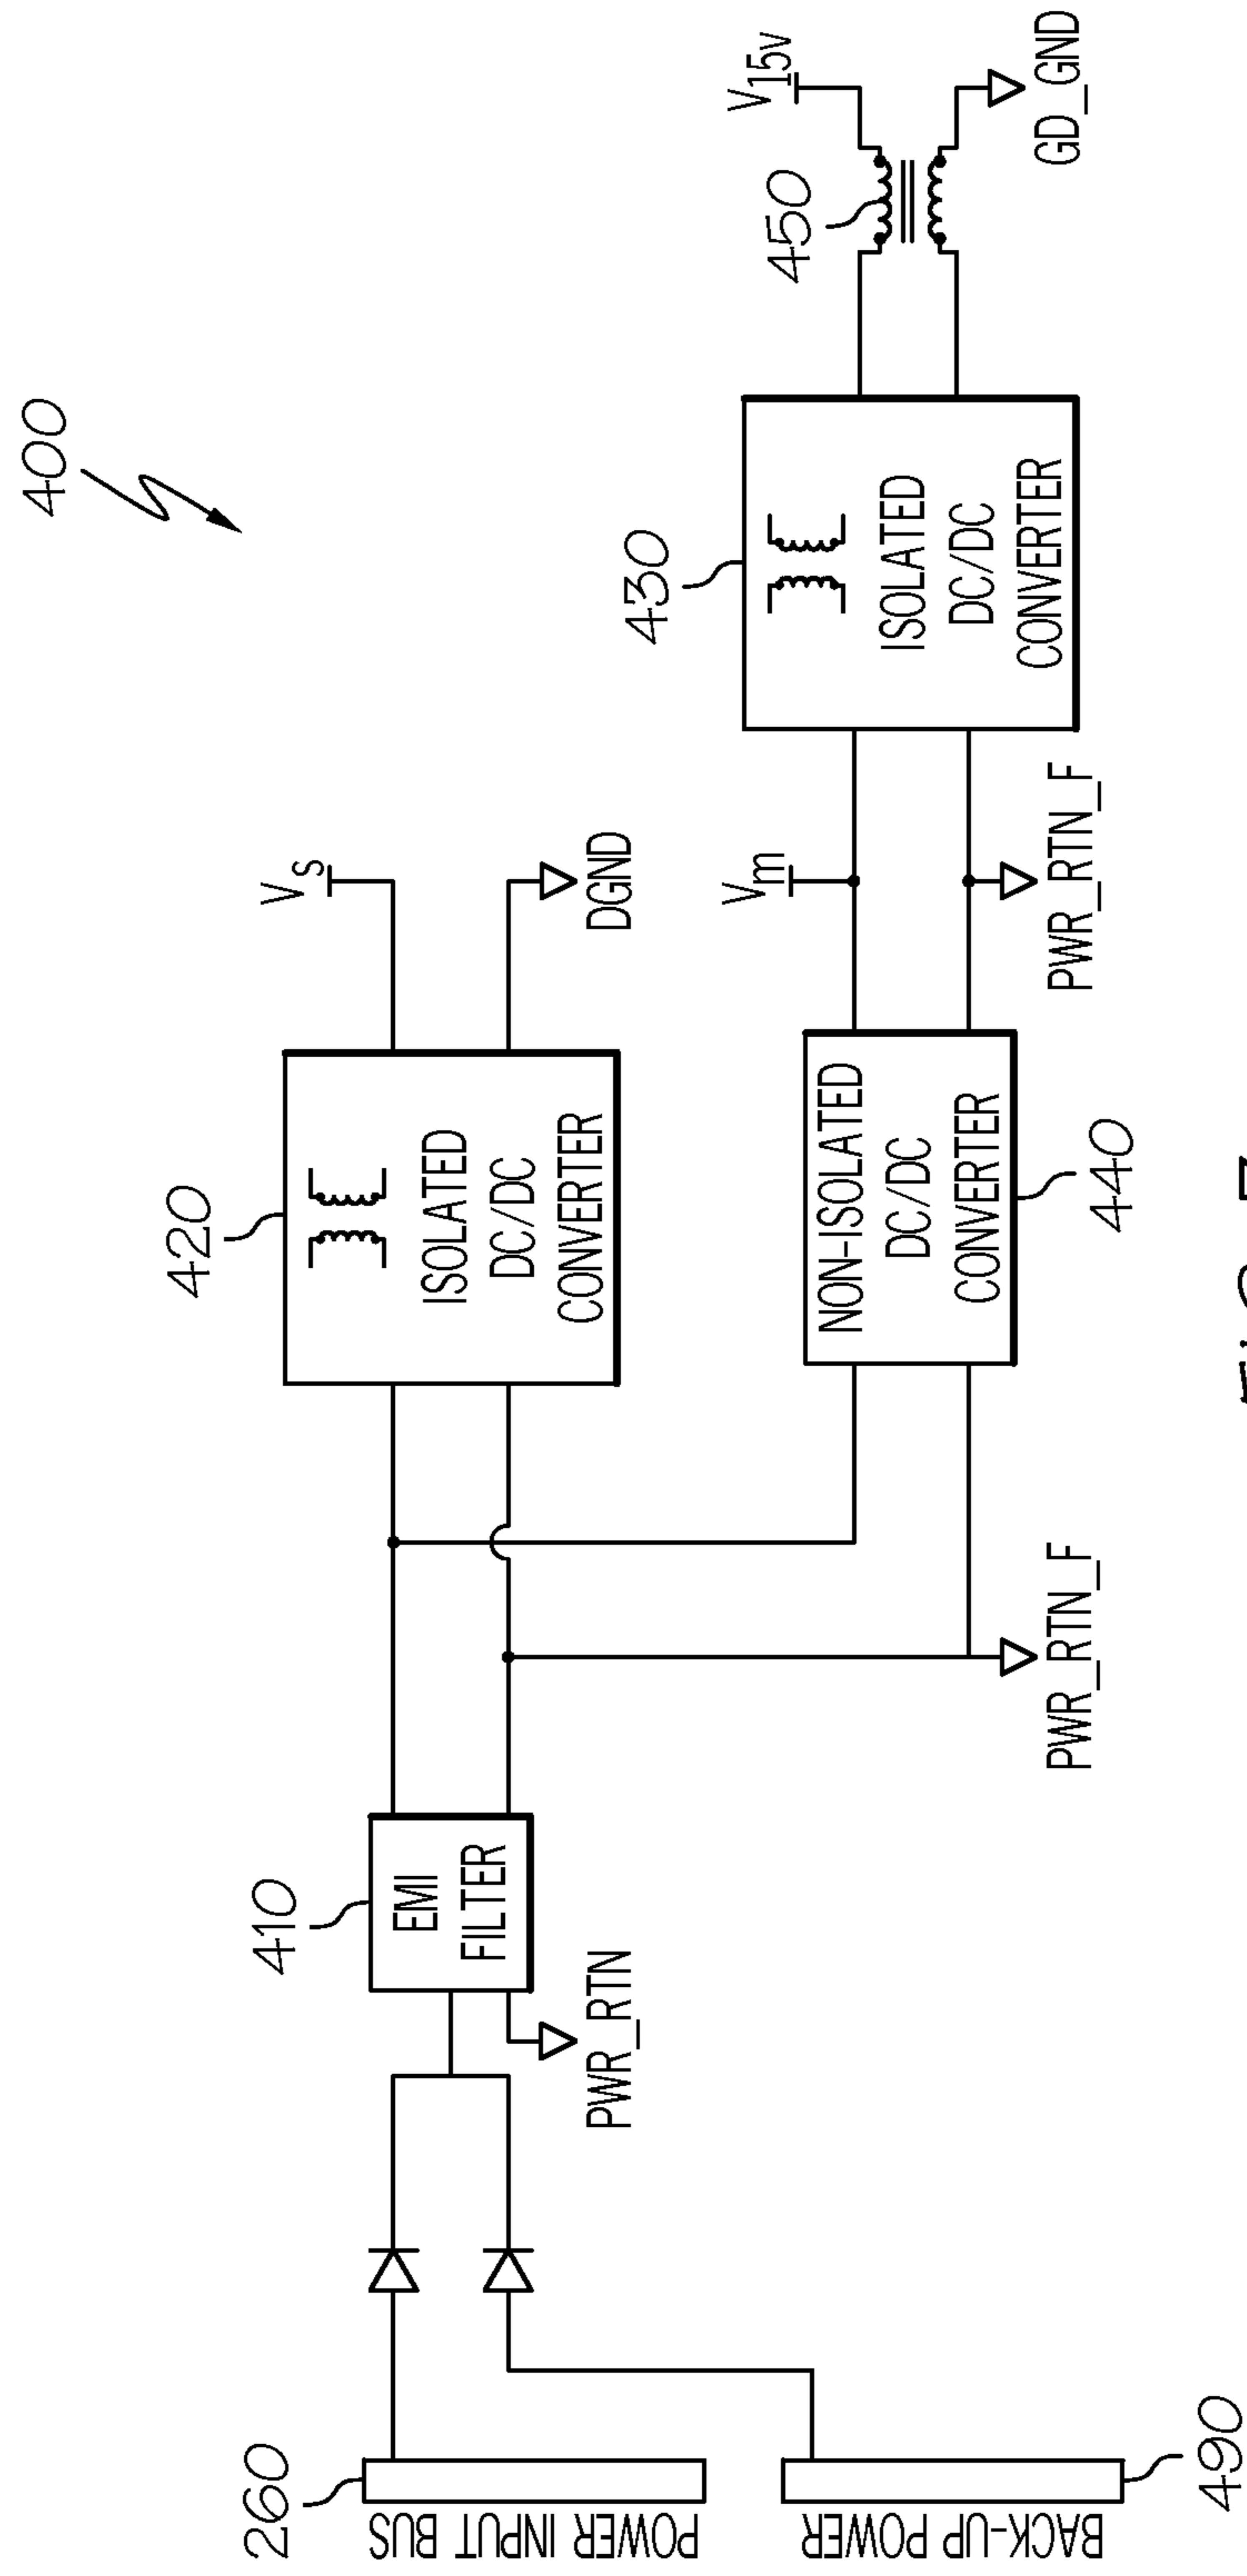 400
V15v
450
GD_GND
430
ISOLATED
DC/DC
CONVERTER
Vs
DGND
420
ISOLATED
DC/DC
CONVERTER
Vm
PWR_RTN_F
NON-ISOLATED
DC/DC
CONVERTER
440
PWR_RTN_F
410
EMI
FILTER
PWR_RTN
260
POWER INPUT BUS
BACK-UP POWER
490